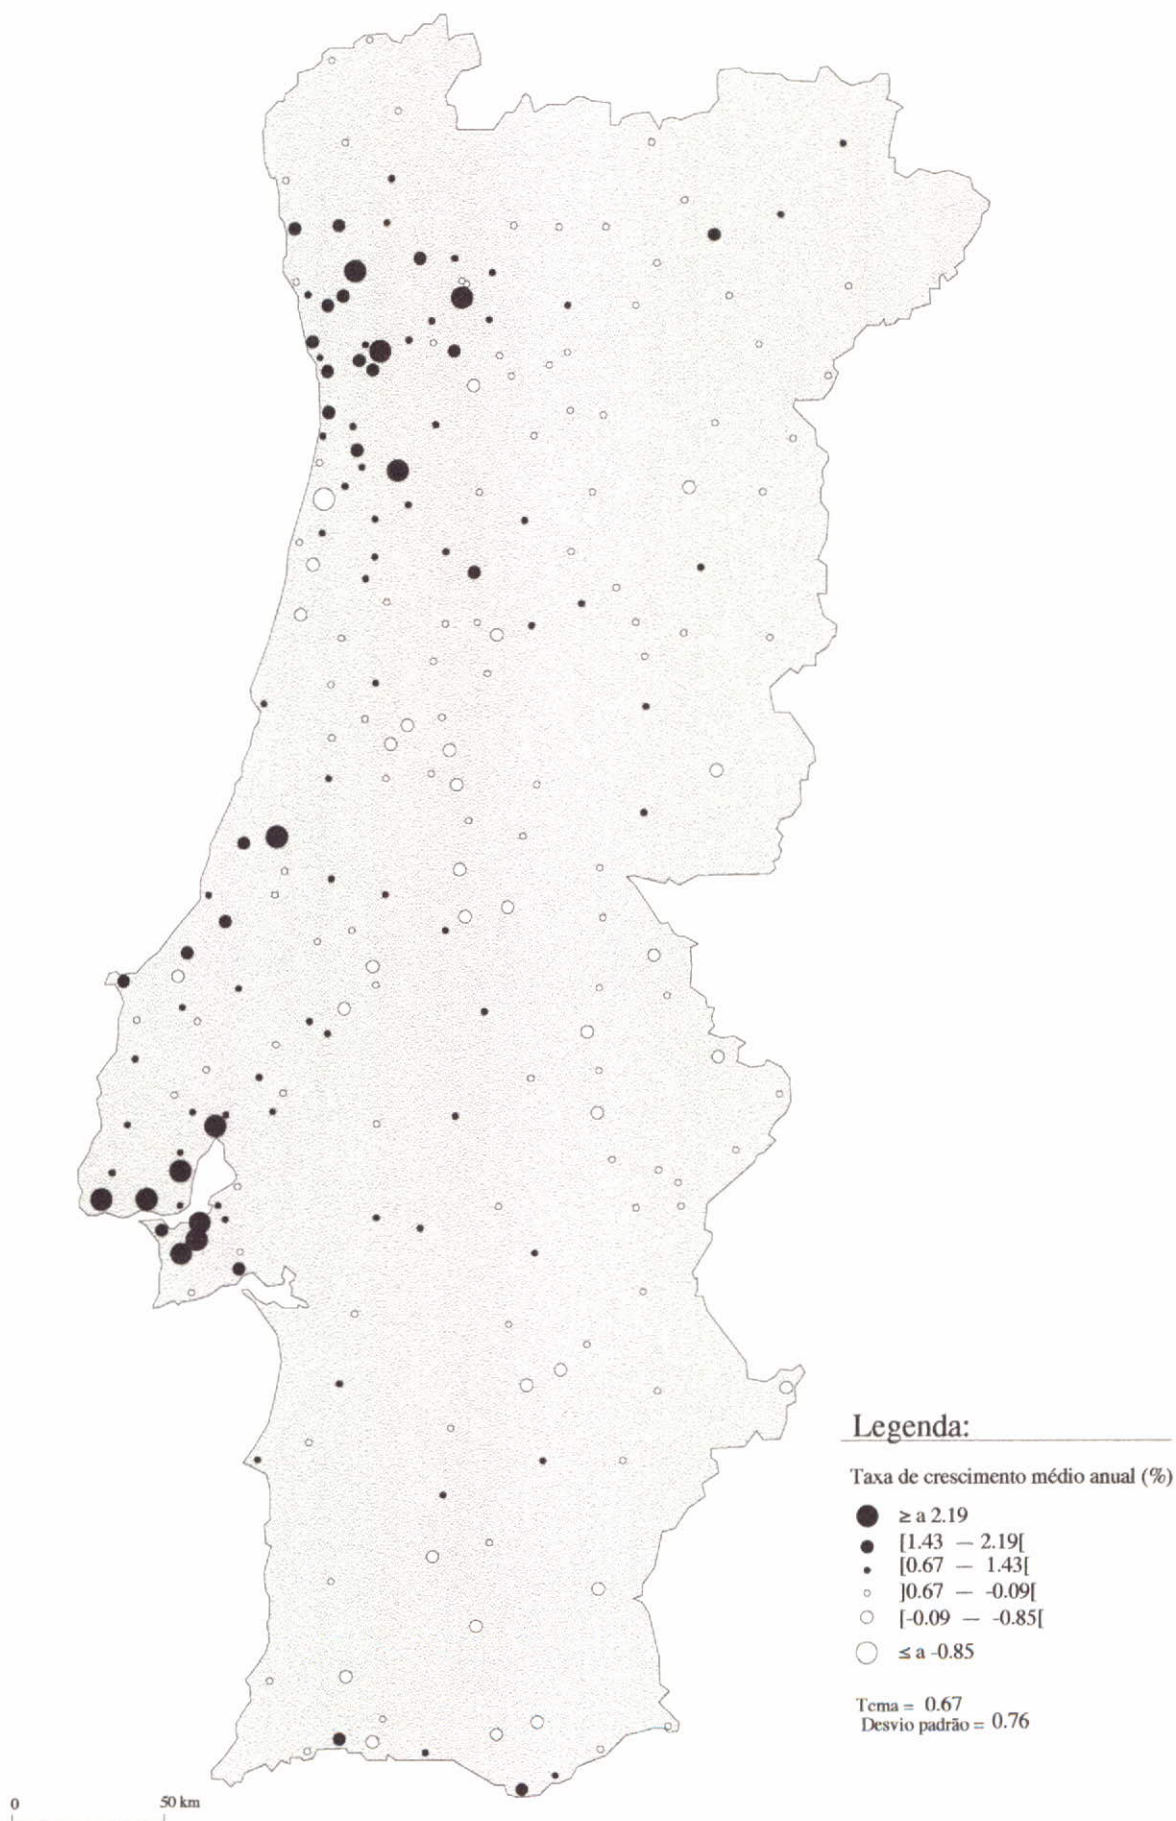 Legenda:
Taxa de crescimento médio anual (%)
≥ a 2.19
[1.43 — 2.19[
[0.67 — 1.43[
]0.67 — -0.09[
[-0.09 — -0.85[
≤ a -0.85
Tcma = 0.67
Desvio padrão = 0.76
0 50 km